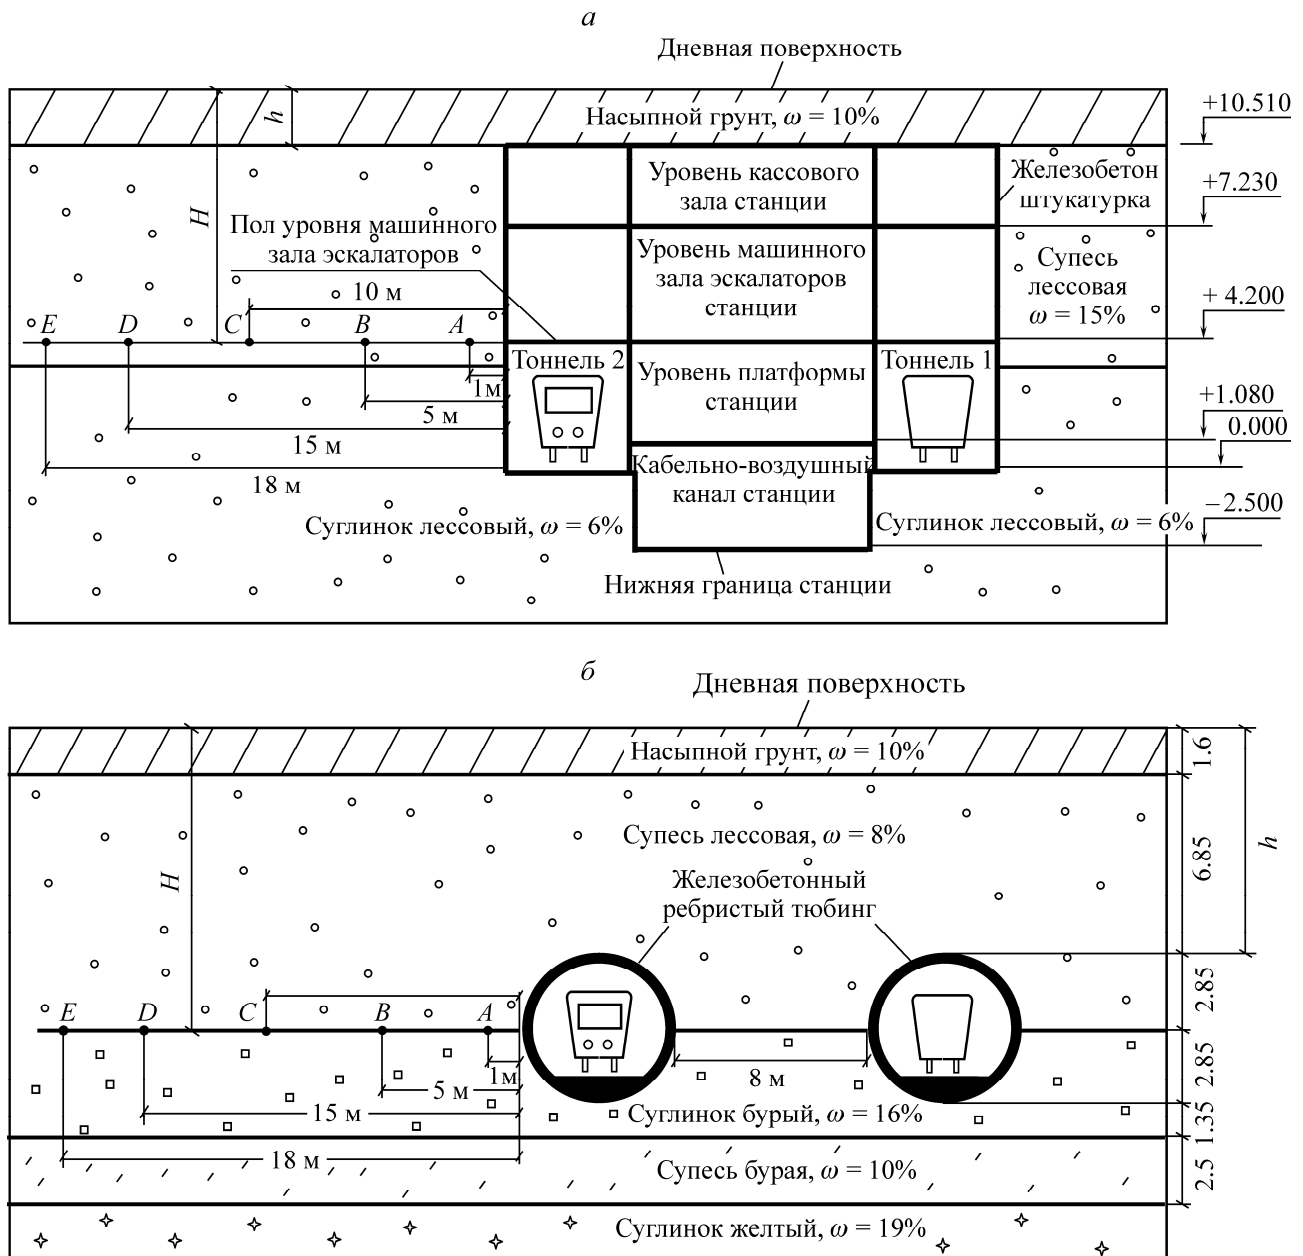 а
Дневная поверхность
Насыпной грунт, ω = 10%
h
H
+10.510
+7.230
+ 4.200
+1.080
0.000
−2.500
Уровень кассового
зала станции
Железобетон
штукатурка
Пол уровня машинного
зала эскалаторов
Уровень машинного
зала эскалаторов
станции
Супесь
лессовая
ω = 15%
10 м
E D C B A
Тоннель 2
Тоннель 1
Уровень платформы
станции
1м
5 м
15 м
18 м
Кабельно-воздушный
канал станции
Суглинок лессовый, ω = 6%
Суглинок лессовый, ω = 6%
Нижняя граница станции
б
Дневная поверхность
Насыпной грунт, ω = 10%
1.6
H
h
Супесь лессовая, ω = 8%
6.85
Железобетонный
ребристый тюбинг
2.85
E D C B A
1м
5 м
8 м
2.85
15 м
Суглинок бурый, ω = 16%
1.35
18 м
Супесь бурая, ω = 10%
2.5
Суглинок желтый, ω = 19%